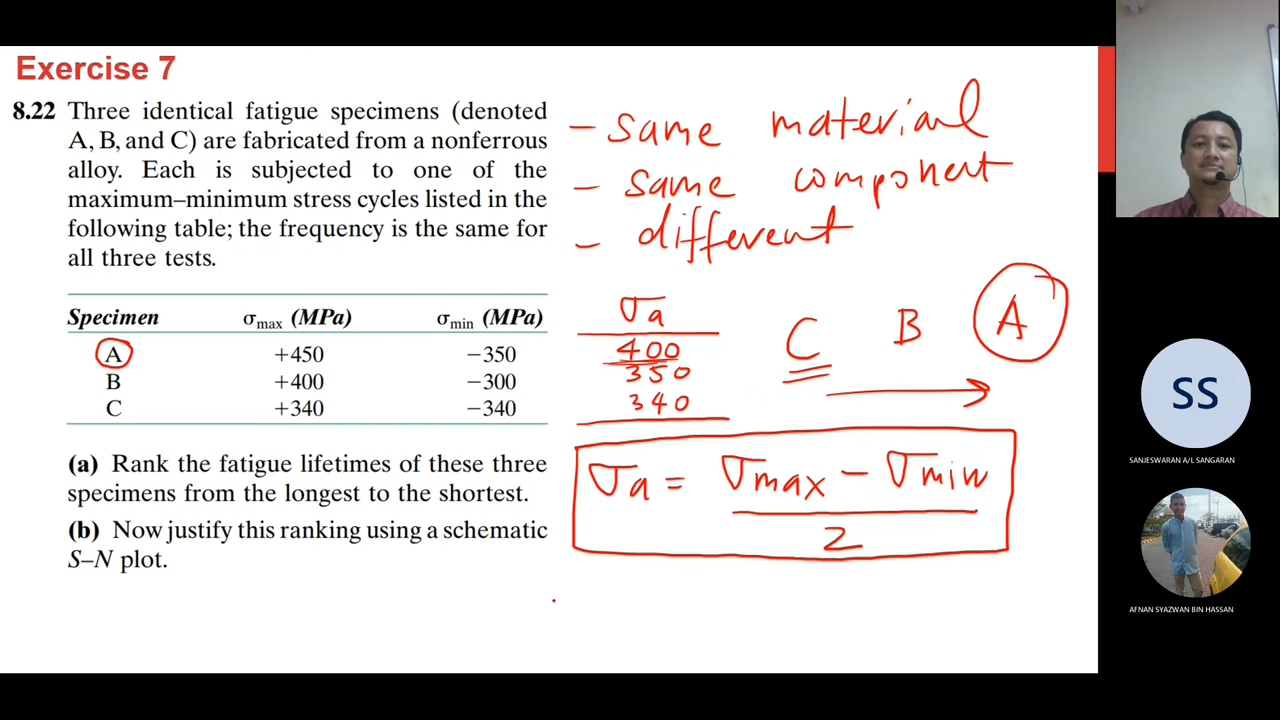 Exercise 7
8.22 Three identical fatigue specimens (denoted
A, B, and C) are fabricated from a nonferrous
alloy. Each is subjected to one of the
maximum–minimum stress cycles listed in the
following table; the frequency is the same for
all three tests.
Specimen σmax (MPa) σmin (MPa)
A +450 −350
B +400 −300
C +340 −340
(a) Rank the fatigue lifetimes of these three
specimens from the longest to the shortest.
(b) Now justify this ranking using a schematic
S–N plot.
- same material
- same component
- different
σa
400
350
340
C B A
σa = σmax − σmin
2
SS
SANJESWARAN A/L SANGARAN
AFNAN SYAZWAN BIN HASSAN